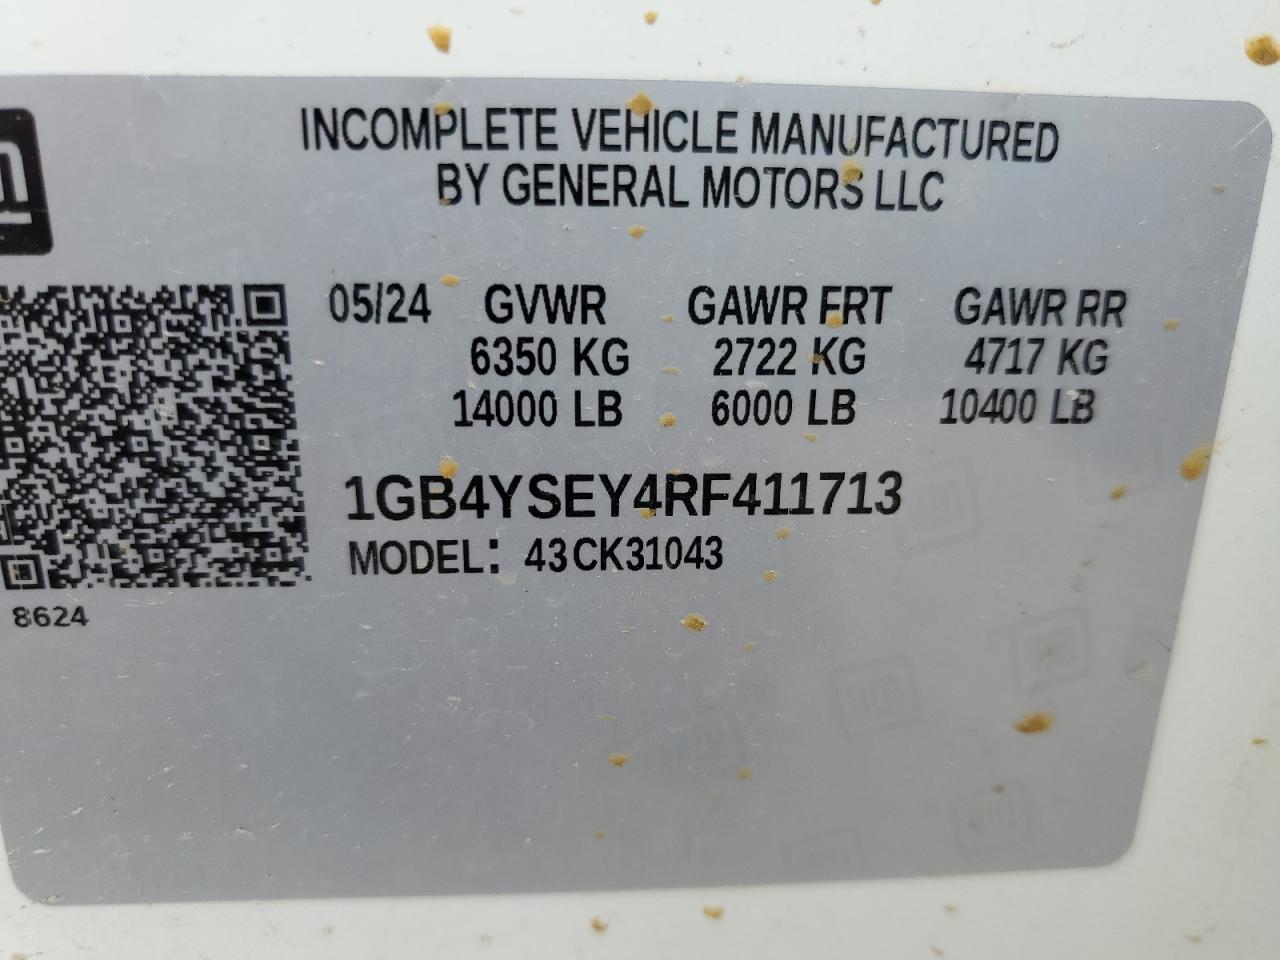 INCOMPLETE VEHICLE MANUFACTURED
BY GENERAL MOTORS LLC
05/24 GVWR GAWR FRT GAWR RR
6350 KG 2722 KG 4717 KG
14000 LB 6000 LB 10400 LB
1GB4YSEY4RF411713
MODEL: 43CK31043
8624